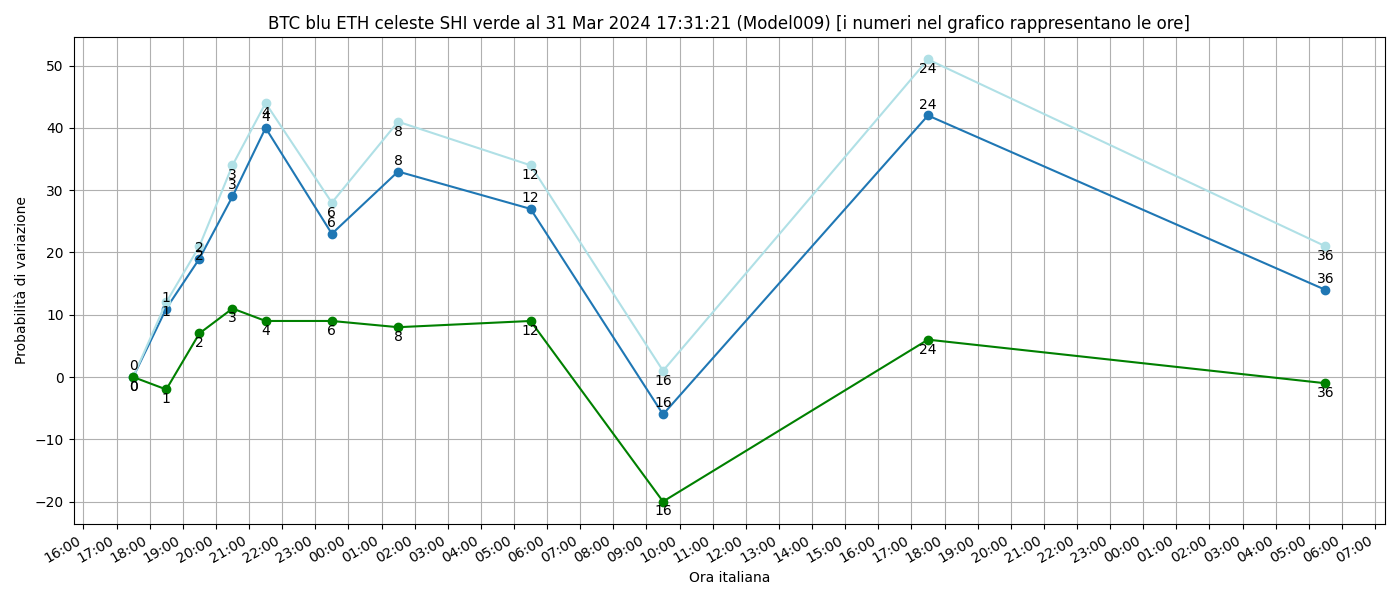 BTC blu ETH celeste SHI verde al 31 Mar 2024 17:31:21 (Model009) [i numeri nel grafico rappresentano le ore]
Probabilità di variazione
50
40
30
20
10
0
−10
−20
0 1 2 3 4 6 8 12 16 24 36
0 1 2 3 4 6 8 12 16 24 36
0 1 2 3 4 6 8 12 16 24 36
16:00 17:00 18:00 19:00 20:00 21:00 22:00 23:00 00:00 01:00 02:00 03:00 04:00 05:00 06:00 07:00 08:00 09:00 10:00 11:00 12:00 13:00 14:00 15:00 16:00 17:00 18:00 19:00 20:00 21:00 22:00 23:00 00:00 01:00 02:00 03:00 04:00 05:00 06:00 07:00
Ora italiana